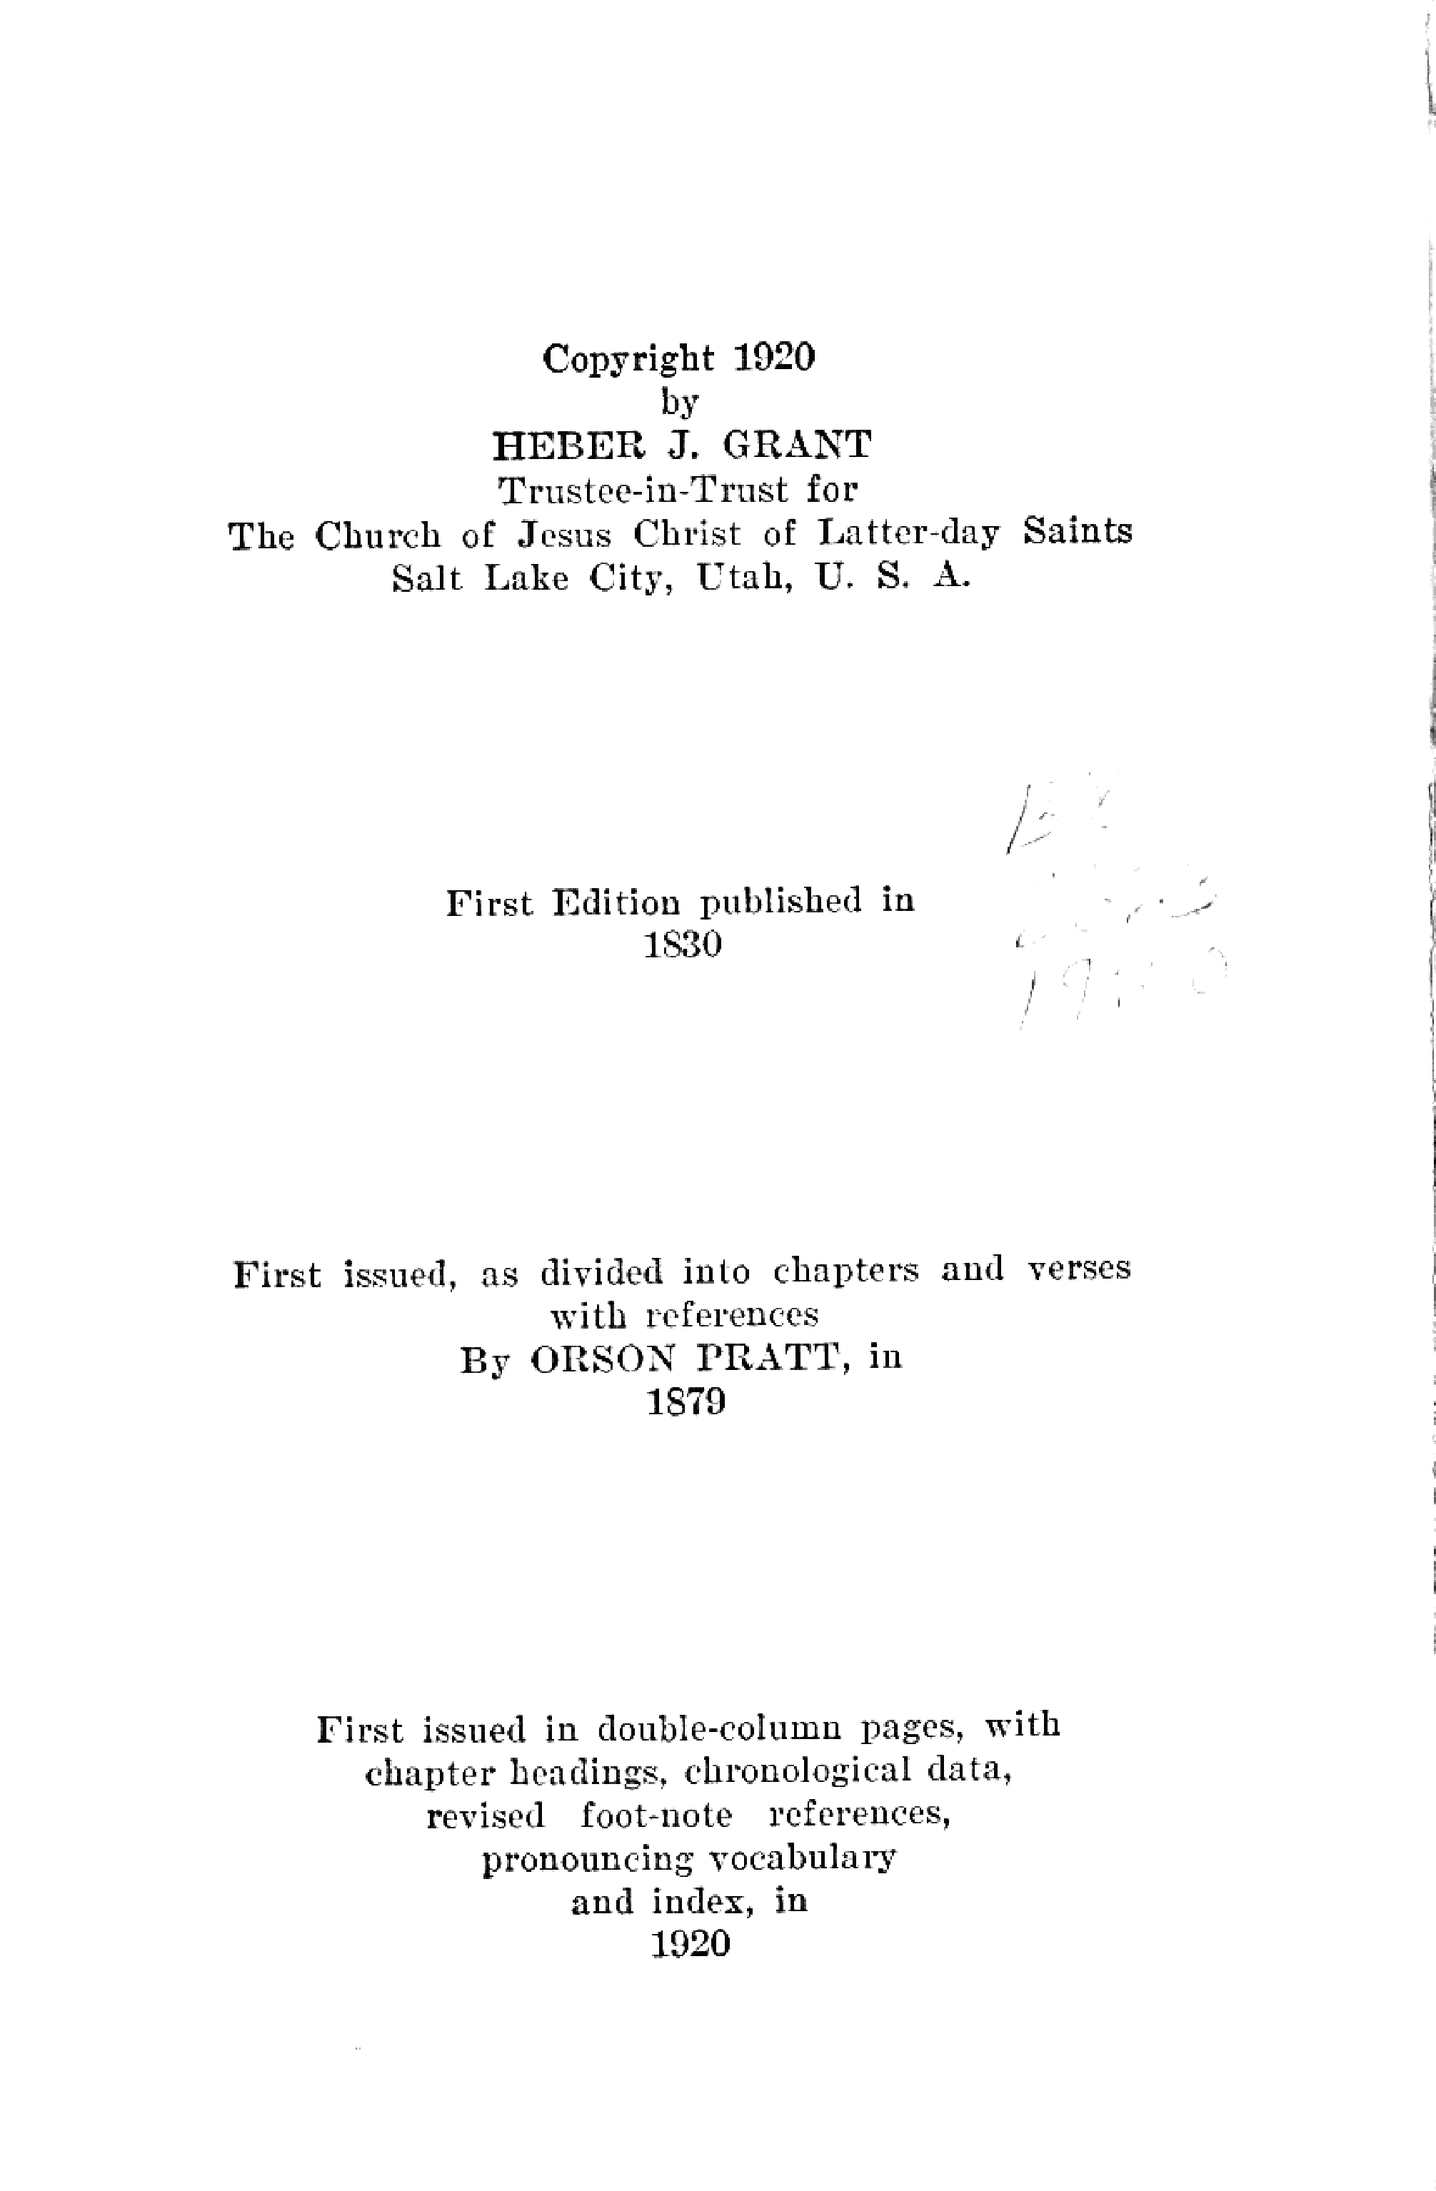 Copyright 1920
by
HEBER J. GRANT
Trustee-in-Trust for
The Church of Jesus Christ of Latter-day Saints
Salt Lake City, Utah, U. S. A.
First Edition published in
1830
First issued, as divided into chapters and verses
with references
By ORSON PRATT, in
1879
First issued in double-column pages, with
chapter headings, chronological data,
revised foot-note references,
pronouncing vocabulary
and index, in
1920